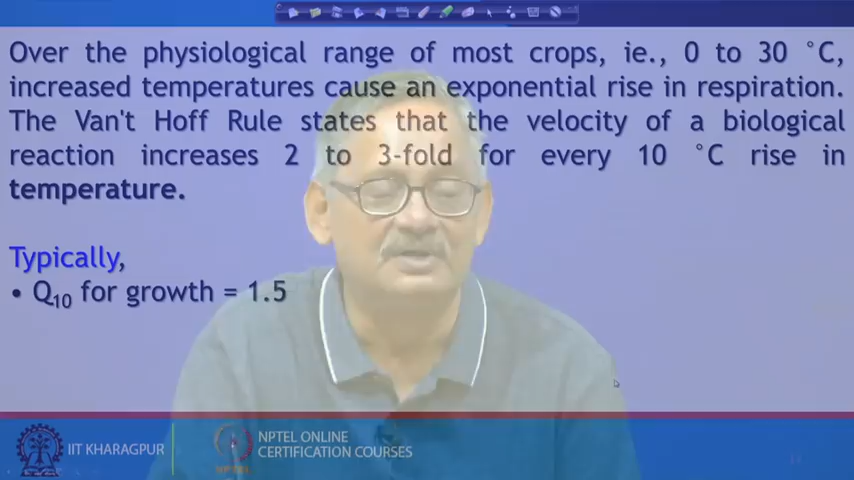 Over the physiological range of most crops, ie., 0 to 30 °C,
increased temperatures cause an exponential rise in respiration.
The Van't Hoff Rule states that the velocity of a biological
reaction increases 2 to 3-fold for every 10 °C rise in
temperature.
Typically,
• Q10 for growth = 1.5
IIT KHARAGPUR
NPTEL ONLINE
CERTIFICATION COURSES